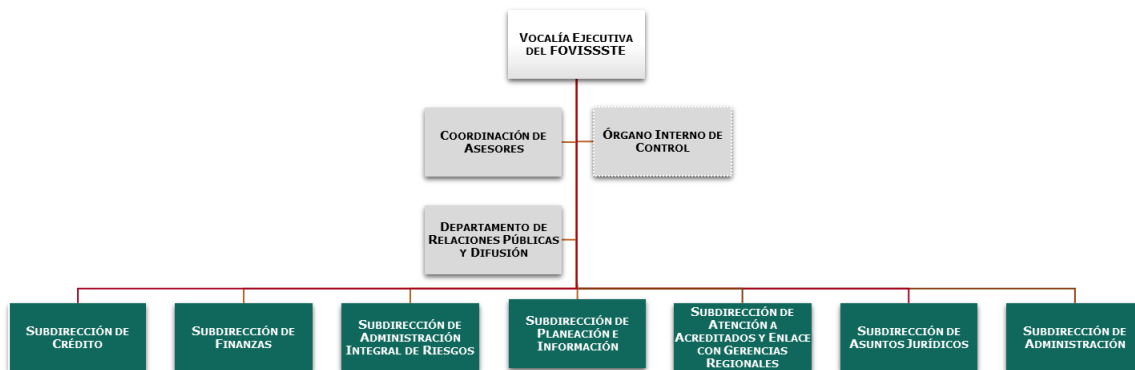 VOCALÍA EJECUTIVA
DEL FOVISSSTE
COORDINACIÓN DE
ASESORES
ÓRGANO INTERNO DE
CONTROL
DEPARTAMENTO DE
RELACIONES PÚBLICAS
Y DIFUSIÓN
SUBDIRECCIÓN DE
CRÉDITO
SUBDIRECCIÓN DE
FINANZAS
SUBDIRECCIÓN DE
ADMINISTRACIÓN
INTEGRAL DE RIESGOS
SUBDIRECCIÓN DE
PLANEACIÓN E
INFORMACIÓN
SUBDIRECCIÓN DE
ATENCIÓN A
ACREDITADOS Y ENLACE
CON GERENCIAS
REGIONALES
SUBDIRECCIÓN DE
ASUNTOS JURÍDICOS
SUBDIRECCIÓN DE
ADMINISTRACIÓN